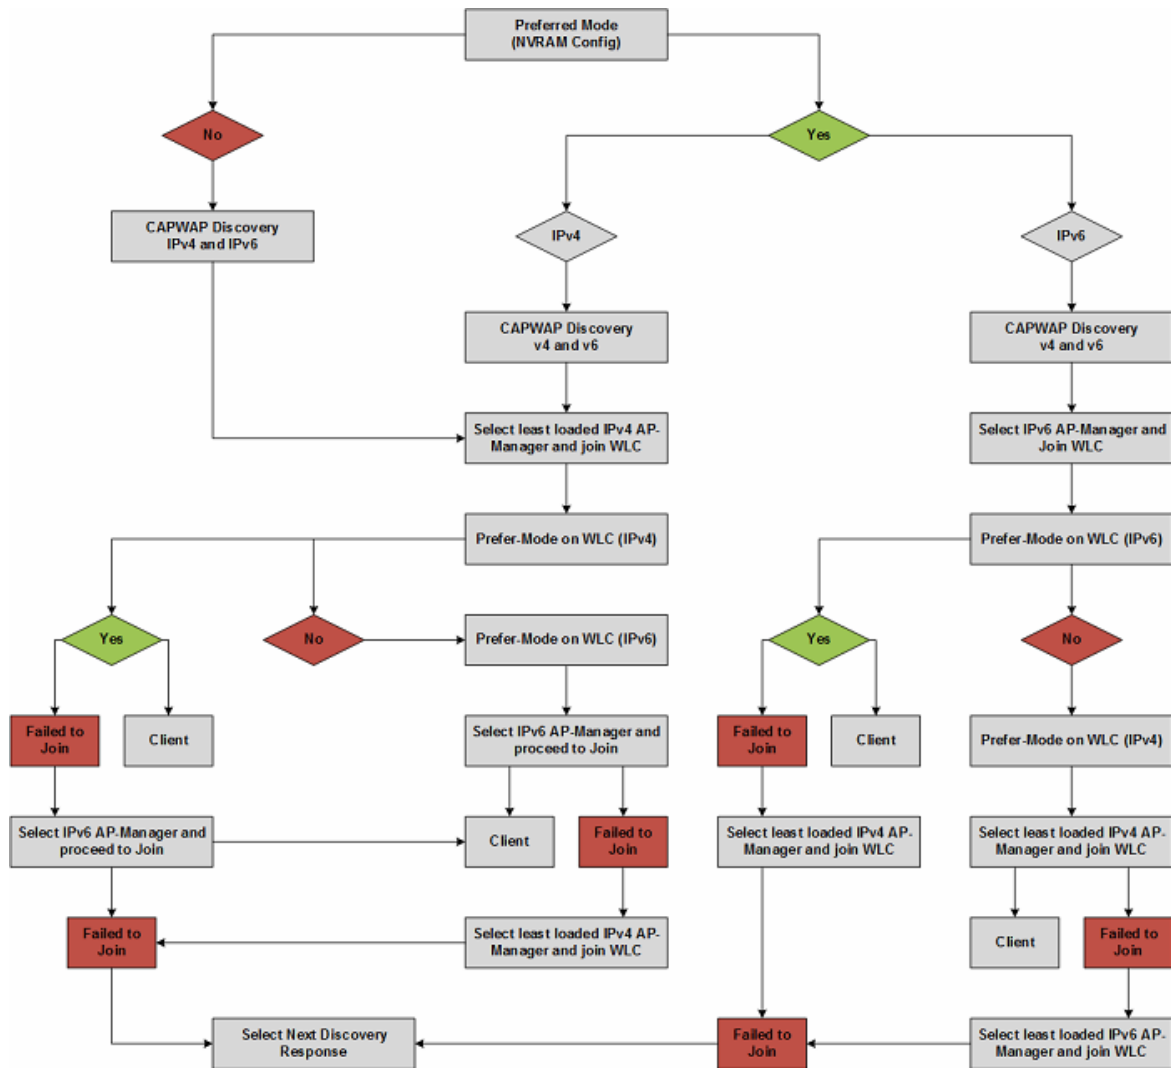 Preferred Mode
(NVRAM Config)
No
Yes
CAPWAP Discovery
IPv4 and IPv6
IPv4
IPv6
CAPWAP Discovery
v4 and v6
CAPWAP Discovery
v4 and v6
Select least loaded IPv4 AP-
Manager and join WLC
Select IPv6 AP-Manager and
Join WLC
Prefer-Mode on WLC (IPv4)
Prefer-Mode on WLC (IPv6)
Yes
No
Prefer-Mode on WLC (IPv6)
Yes
No
Failed to
Join
Client
Select IPv6 AP-Manager and
proceed to Join
Failed to
Join
Client
Prefer-Mode on WLC (IPv4)
Select IPv6 AP-Manager and
proceed to Join
Client
Failed to
Join
Select least loaded IPv4 AP-
Manager and join WLC
Select least loaded IPv4 AP-
Manager and join WLC
Failed to
Join
Select least loaded IPv4 AP-
Manager and join WLC
Client
Failed to
Join
Select Next Discovery
Response
Failed to
Join
Select least loaded IPv6 AP-
Manager and join WLC